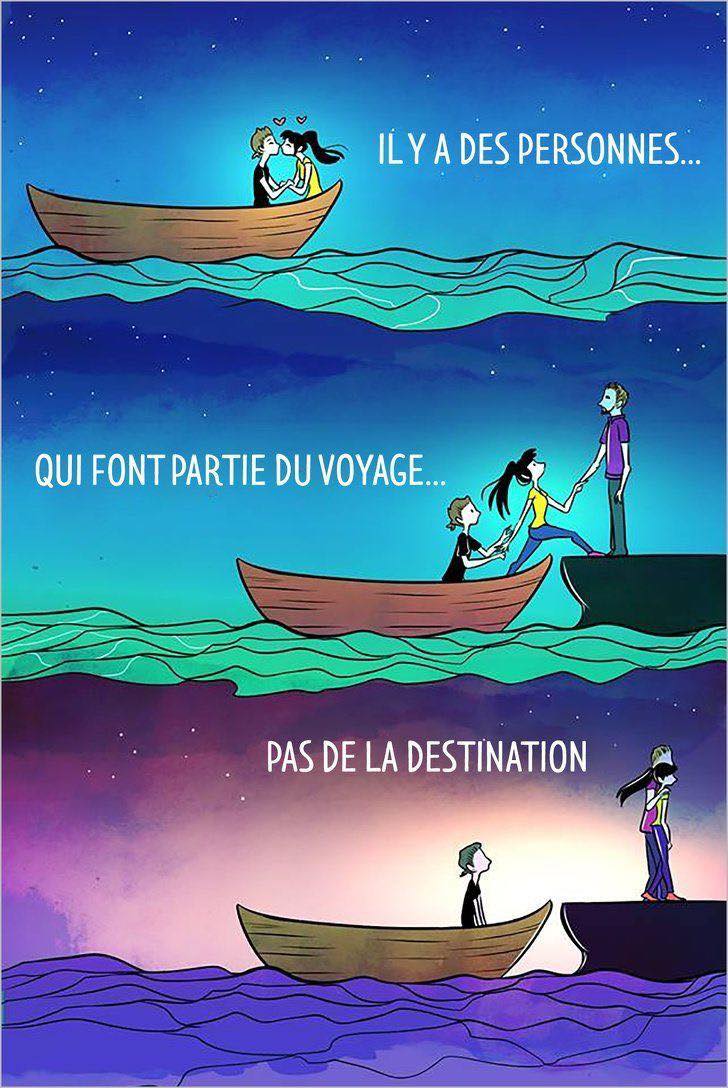 IL Y A DES PERSONNES...
QUI FONT PARTIE DU VOYAGE...
PAS DE LA DESTINATION